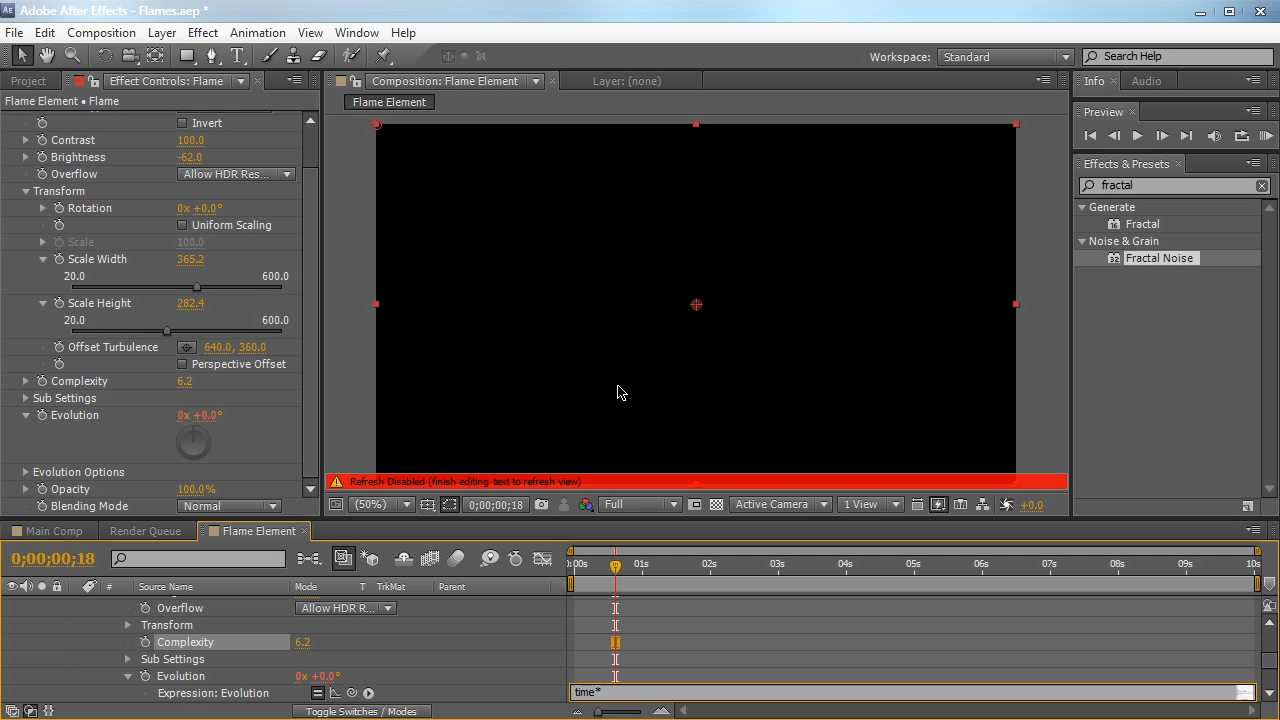 Adobe After Effects - Flames.aep *
File Edit Composition Layer Effect Animation View Window Help
Workspace: Standard Search Help
Project Effect Controls: Flame Composition: Flame Element Layer: (none) Info Audio
Flame Element • Flame
Flame Element
Preview
Invert
Contrast 100.0
Brightness -62.0
Overflow Allow HDR Res...
Transform
Rotation 0x +0.0°
Uniform Scaling
Scale 100.0
Scale Width 365.2
20.0 600.0
Scale Height 282.4
20.0 600.0
Offset Turbulence 640.0, 360.0
Perspective Offset
Complexity 6.2
Sub Settings
Evolution 0x +0.0°
Evolution Options
Opacity 100.0%
Blending Mode Normal
Refresh Disabled (finish editing text to refresh view)
(50%) 0;00;00;18 Full Active Camera 1 View +0.0
Effects & Presets
fractal
Generate
16 Fractal
Noise & Grain
32 Fractal Noise
Main Comp Render Queue Flame Element
0;00;00;18
0:00s 01s 02s 03s 04s 05s 06s 07s 08s 09s 10s
# Source Name Mode T TrkMat Parent
Overflow Allow HDR R...
Transform
Complexity 6.2
Sub Settings
Evolution 0x +0.0°
Expression: Evolution time*
Toggle Switches / Modes